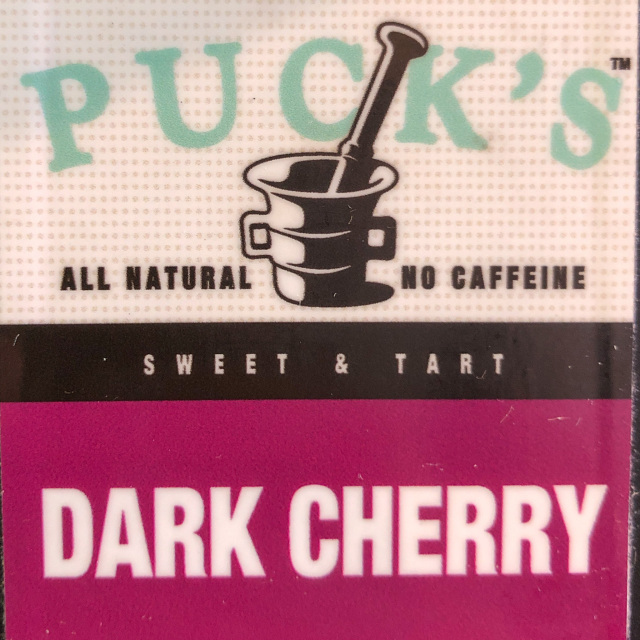 PUCK'S™
ALL NATURAL NO CAFFEINE
SWEET & TART
DARK CHERRY